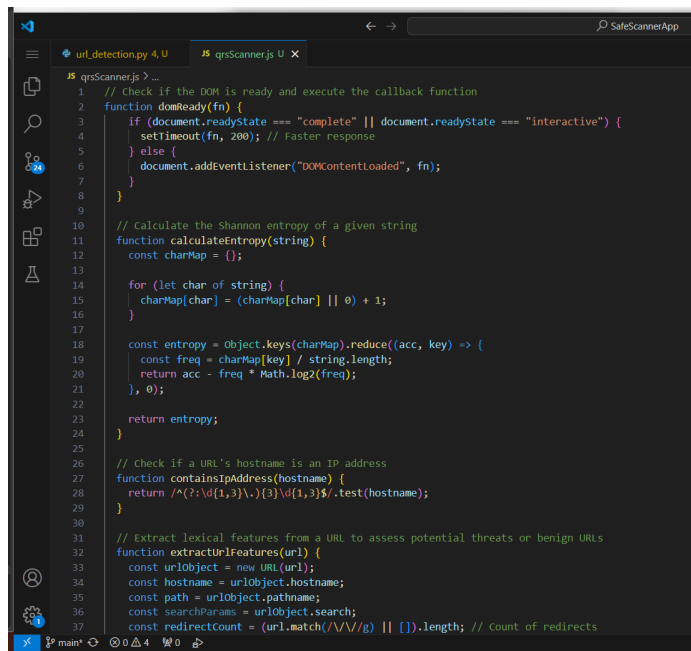 SafeScannerApp
url_detection.py 4, U
JS qrsScanner.js U
JS qrsScanner.js > ...
1 // Check if the DOM is ready and execute the callback function
2 function domReady(fn) {
3 if (document.readyState === "complete" || document.readyState === "interactive") {
4 setTimeout(fn, 200); // Faster response
5 } else {
6 document.addEventListener("DOMContentLoaded", fn);
7 }
8 }
9
10 // Calculate the Shannon entropy of a given string
11 function calculateEntropy(string) {
12 const charMap = {};
13
14 for (let char of string) {
15 charMap[char] = (charMap[char] || 0) + 1;
16 }
17
18 const entropy = Object.keys(charMap).reduce((acc, key) => {
19 const freq = charMap[key] / string.length;
20 return acc - freq * Math.log2(freq);
21 }, 0);
22
23 return entropy;
24 }
25
26 // Check if a URL's hostname is an IP address
27 function containsIpAddress(hostname) {
28 return /^(?:\d{1,3}\.){3}\d{1,3}$/.test(hostname);
29 }
30
31 // Extract lexical features from a URL to assess potential threats or benign URLs
32 function extractUrlFeatures(url) {
33 const urlObject = new URL(url);
34 const hostname = urlObject.hostname;
35 const path = urlObject.pathname;
36 const searchParams = urlObject.search;
37 const redirectCount = (url.match(/\/\//g) || []).length; // Count of redirects
24
1
main* 0 4 0